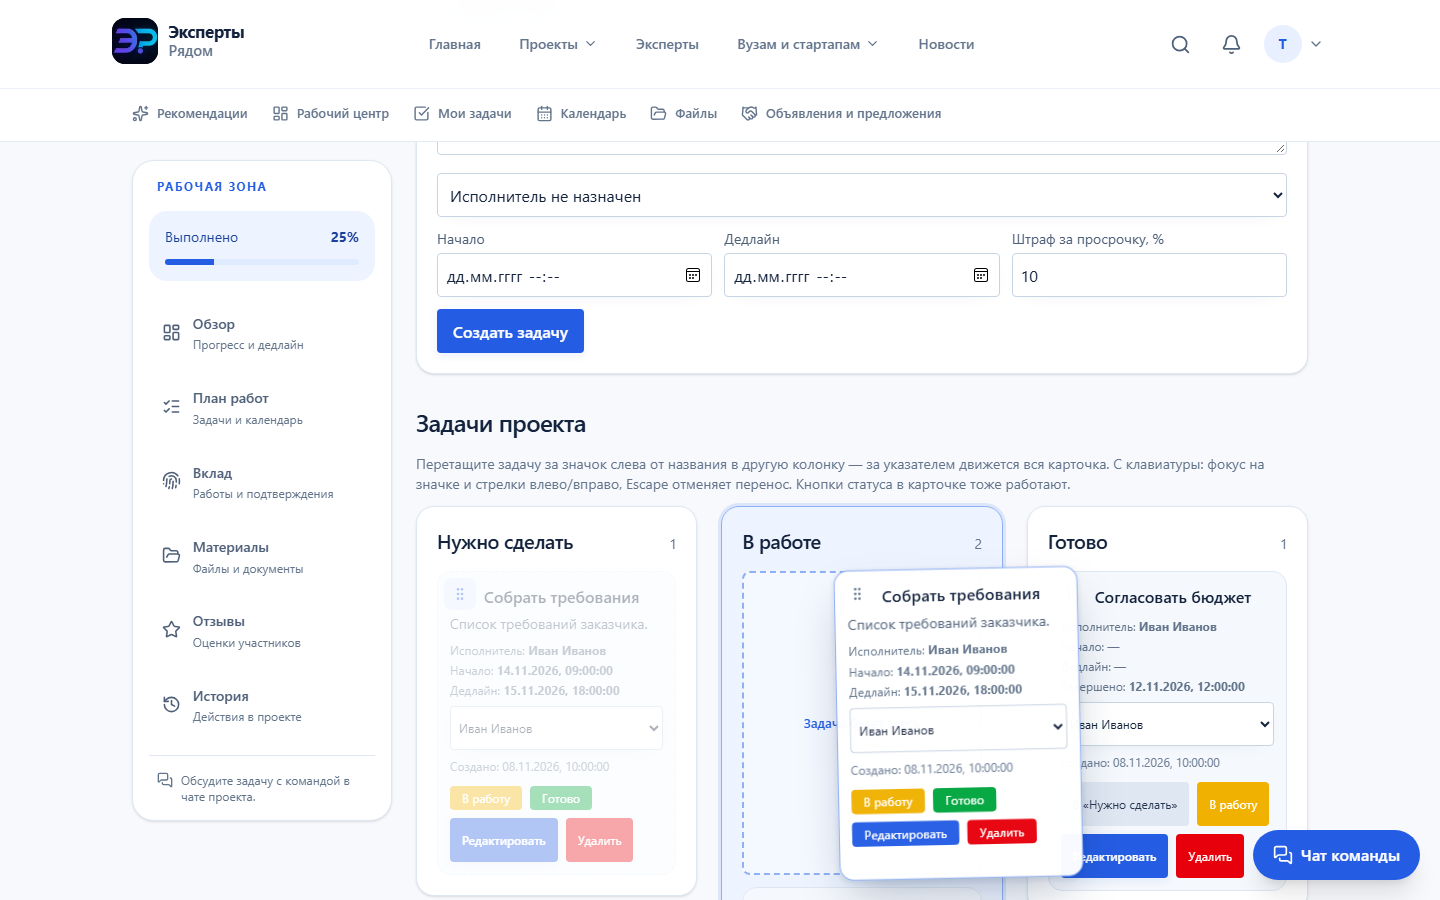 Эксперты
Рядом
Главная
Проекты
Эксперты
Вузам и стартапам
Новости
Т
Рекомендации
Рабочий центр
Мои задачи
Календарь
Файлы
Объявления и предложения
РАБОЧАЯ ЗОНА
Выполнено 25%
Обзор
Прогресс и дедлайн
План работ
Задачи и календарь
Вклад
Работы и подтверждения
Материалы
Файлы и документы
Отзывы
Оценки участников
История
Действия в проекте
Обсудите задачу с командой в
чате проекта.
Исполнитель не назначен
Начало
Дедлайн
Штраф за просрочку, %
дд.мм.гггг --:--
дд.мм.гггг --:--
10
Создать задачу
Задачи проекта
Перетащите задачу за значок слева от названия в другую колонку — за указателем движется вся карточка. С клавиатуры: фокус на
значке и стрелки влево/вправо, Escape отменяет перенос. Кнопки статуса в карточке тоже работают.
Нужно сделать 1
Собрать требования
Список требований заказчика.
Исполнитель: Иван Иванов
Начало: 14.11.2026, 09:00:00
Дедлайн: 15.11.2026, 18:00:00
Иван Иванов
Создано: 08.11.2026, 10:00:00
В работу
Готово
Редактировать
Удалить
В работе 2
Собрать требования
Список требований заказчика.
Исполнитель: Иван Иванов
Начало: 14.11.2026, 09:00:00
Дедлайн: 15.11.2026, 18:00:00
Иван Иванов
Создано: 08.11.2026, 10:00:00
В работу
Готово
Редактировать
Удалить
Готово 1
Согласовать бюджет
Иван Иванов
—
—
12.11.2026, 12:00:00
Иванов
08.11.2026, 10:00:00
«Нужно сделать»
В работу
Удалить
Чат команды